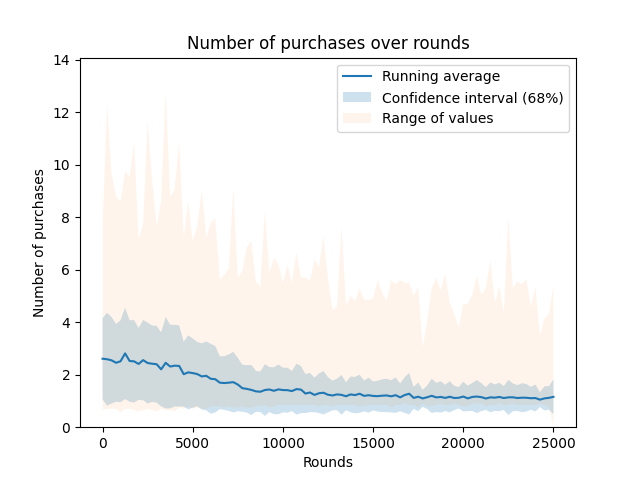 Number of purchases over rounds
Running average
Confidence interval (68%)
Range of values
Number of purchases
14
12
10
8
6
4
2
0
0
5000
10000
15000
20000
25000
Rounds